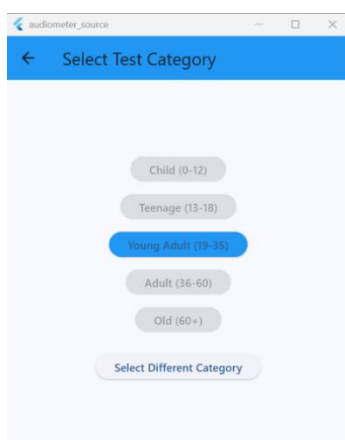 audiometer_source
Select Test Category
Child (0-12)
Teenage (13-18)
Young Adult (19-35)
Adult (36-60)
Old (60+)
Select Different Category